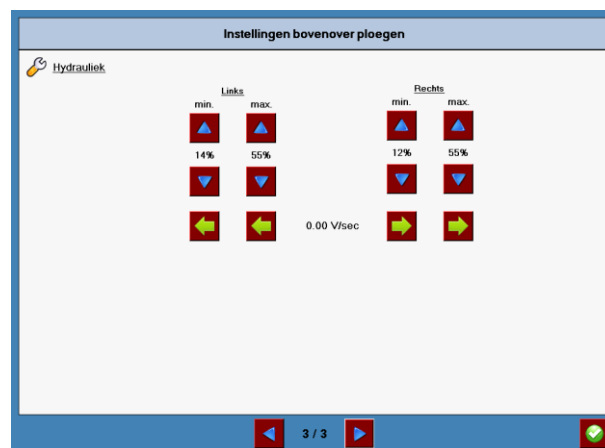 Instellingen bovenover ploegen
Hydrauliek
Links Rechts
min. max. min. max.
14% 55% 12% 55%
0.00 V/sec
3 / 3